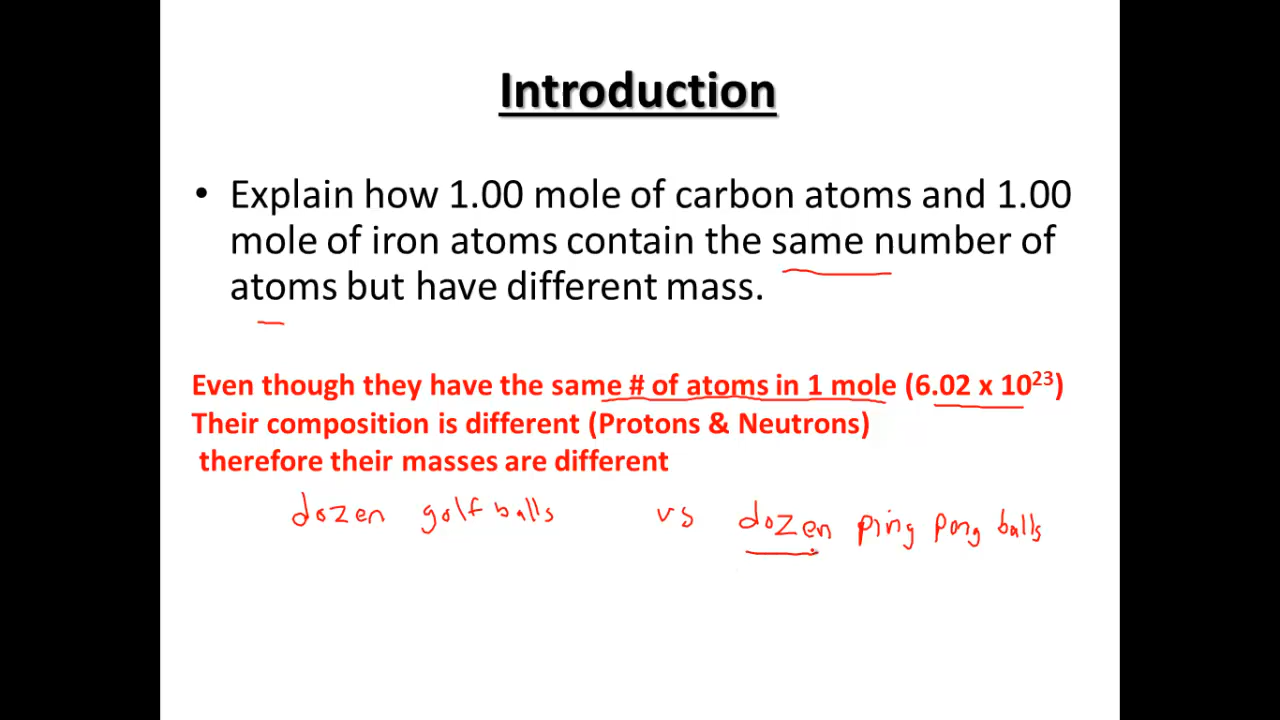 Introduction
• Explain how 1.00 mole of carbon atoms and 1.00
mole of iron atoms contain the same number of
atoms but have different mass.
Even though they have the same # of atoms in 1 mole (6.02 x 10²³)
Their composition is different (Protons & Neutrons)
therefore their masses are different
dozen golf balls vs dozen ping pong balls